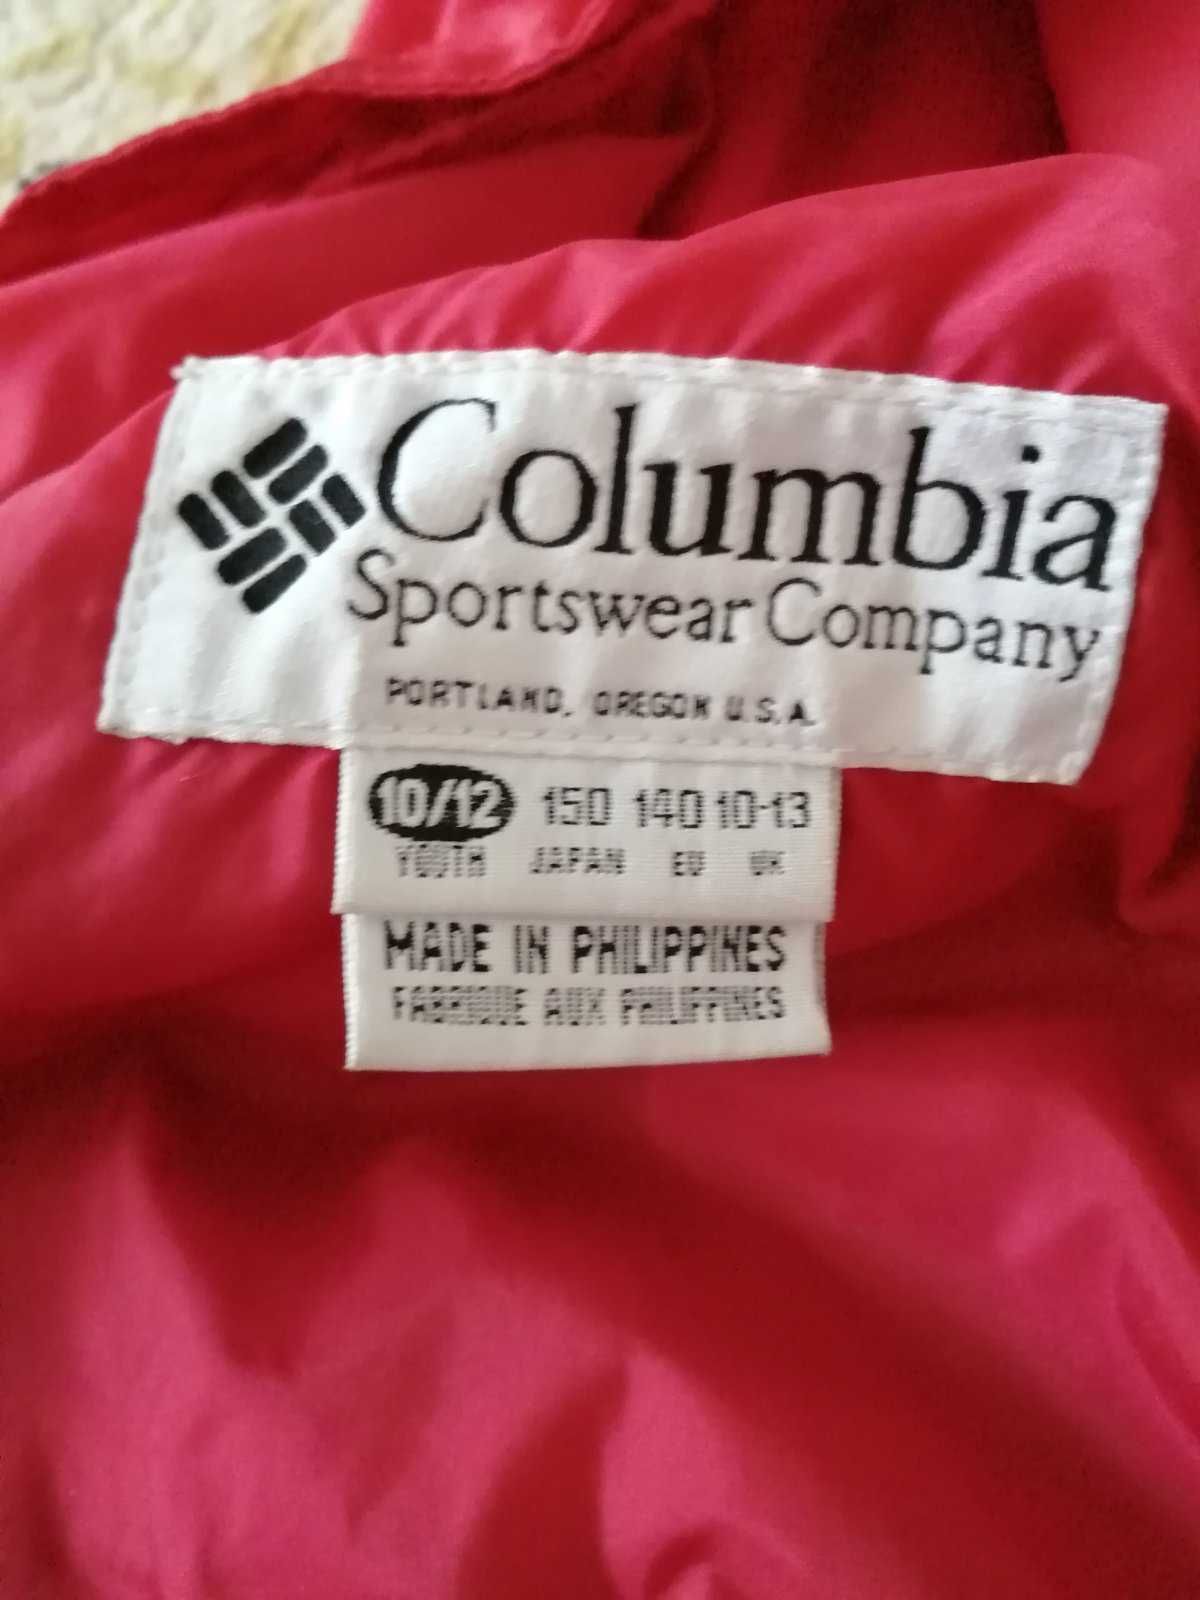 Columbia
Sportswear Company
PORTLAND, OREGON U.S.A.
10/12 150 140 10-13
YOUTH JAPAN EU UK
MADE IN PHILIPPINES
FABRIQUE AUX PHILIPPINES